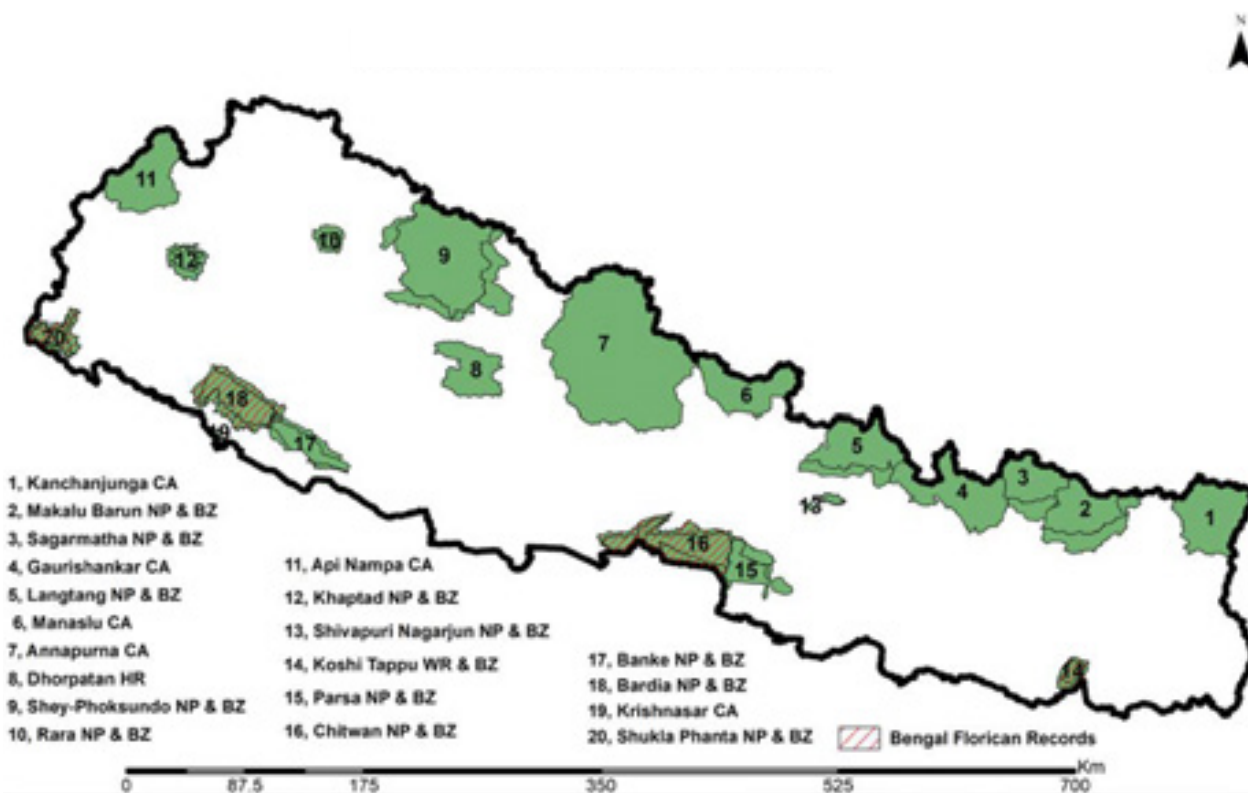 N
11
10
12
9
20
7
8
18
6
19
17
5
13
3
4
2
1
16
15
14
1, Kanchanjunga CA
2, Makalu Barun NP & BZ
3, Sagarmatha NP & BZ
4, Gaurishankar CA
5, Langtang NP & BZ
6, Manaslu CA
7, Annapurna CA
8, Dhorpatan HR
9, Shey-Phoksundo NP & BZ
10, Rara NP & BZ
11, Api Nampa CA
12, Khaptad NP & BZ
13, Shivapuri Nagarjun NP & BZ
14, Koshi Tappu WR & BZ
15, Parsa NP & BZ
16, Chitwan NP & BZ
17, Banke NP & BZ
18, Bardia NP & BZ
19, Krishnasar CA
20, Shukla Phanta NP & BZ
Bengal Florican Records
Km
0 87.5 175 350 525 700